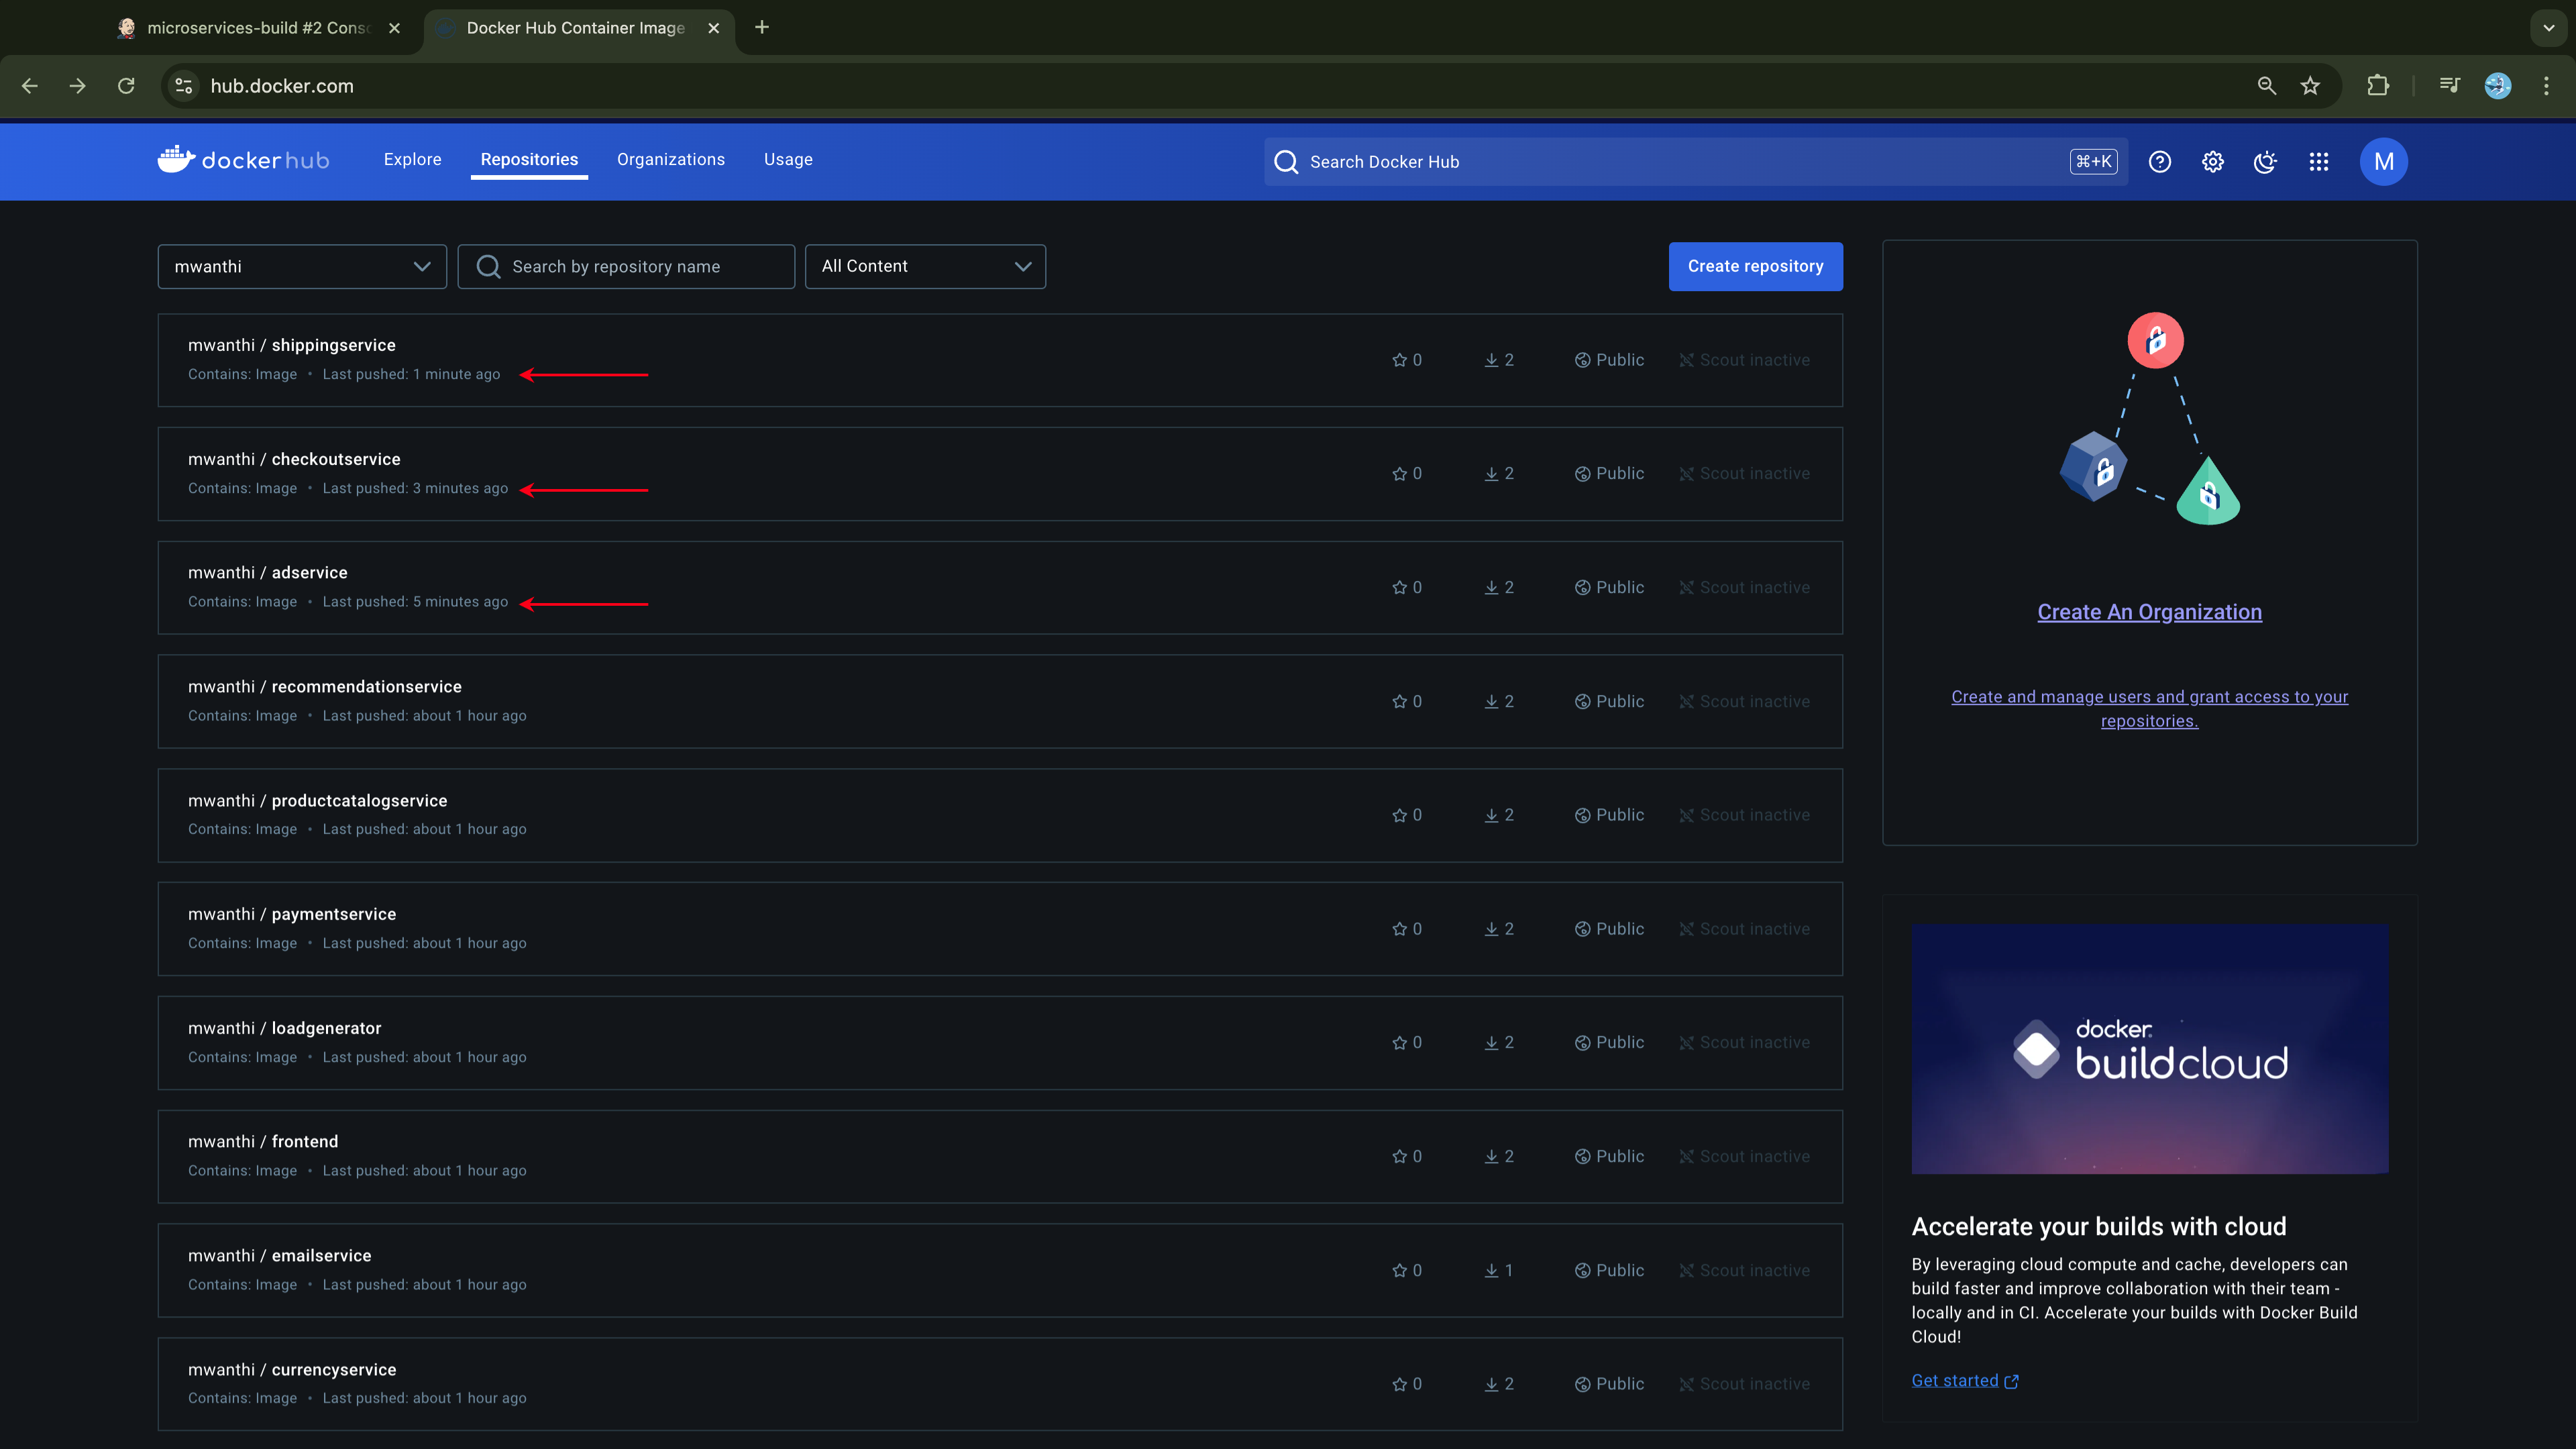 microservices-build #2 Conso
Docker Hub Container Image
hub.docker.com
dockerhub
Explore
Repositories
Organizations
Usage
Search Docker Hub
⌘+K
M
mwanthi
Search by repository name
All Content
Create repository
mwanthi / shippingservice
Contains: Image • Last pushed: 1 minute ago
0
2
Public
Scout inactive
mwanthi / checkoutservice
Contains: Image • Last pushed: 3 minutes ago
0
2
Public
Scout inactive
mwanthi / adservice
Contains: Image • Last pushed: 5 minutes ago
0
2
Public
Scout inactive
mwanthi / recommendationservice
Contains: Image • Last pushed: about 1 hour ago
0
2
Public
Scout inactive
mwanthi / productcatalogservice
Contains: Image • Last pushed: about 1 hour ago
0
2
Public
Scout inactive
mwanthi / paymentservice
Contains: Image • Last pushed: about 1 hour ago
0
2
Public
Scout inactive
mwanthi / loadgenerator
Contains: Image • Last pushed: about 1 hour ago
0
2
Public
Scout inactive
mwanthi / frontend
Contains: Image • Last pushed: about 1 hour ago
0
2
Public
Scout inactive
mwanthi / emailservice
Contains: Image • Last pushed: about 1 hour ago
0
1
Public
Scout inactive
mwanthi / currencyservice
Contains: Image • Last pushed: about 1 hour ago
0
2
Public
Scout inactive
Create An Organization
Create and manage users and grant access to your
repositories.
docker
buildcloud
Accelerate your builds with cloud
By leveraging cloud compute and cache, developers can
build faster and improve collaboration with their team -
locally and in CI. Accelerate your builds with Docker Build
Cloud!
Get started